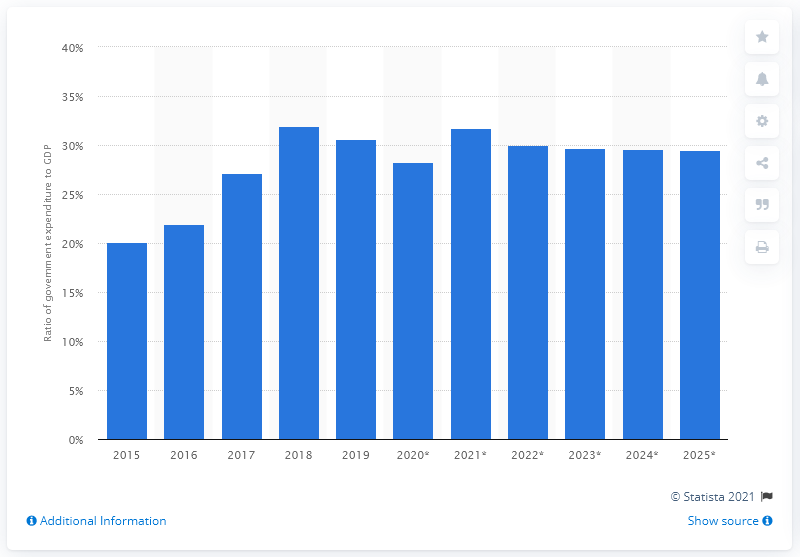 40%
35%
30%
25%
20%
15%
10%
5%
0%
Ratio of government expenditure to GDP
2015 2016 2017 2018 2019 2020* 2021* 2022* 2023* 2024* 2025*
© Statista 2021
Additional Information
Show source